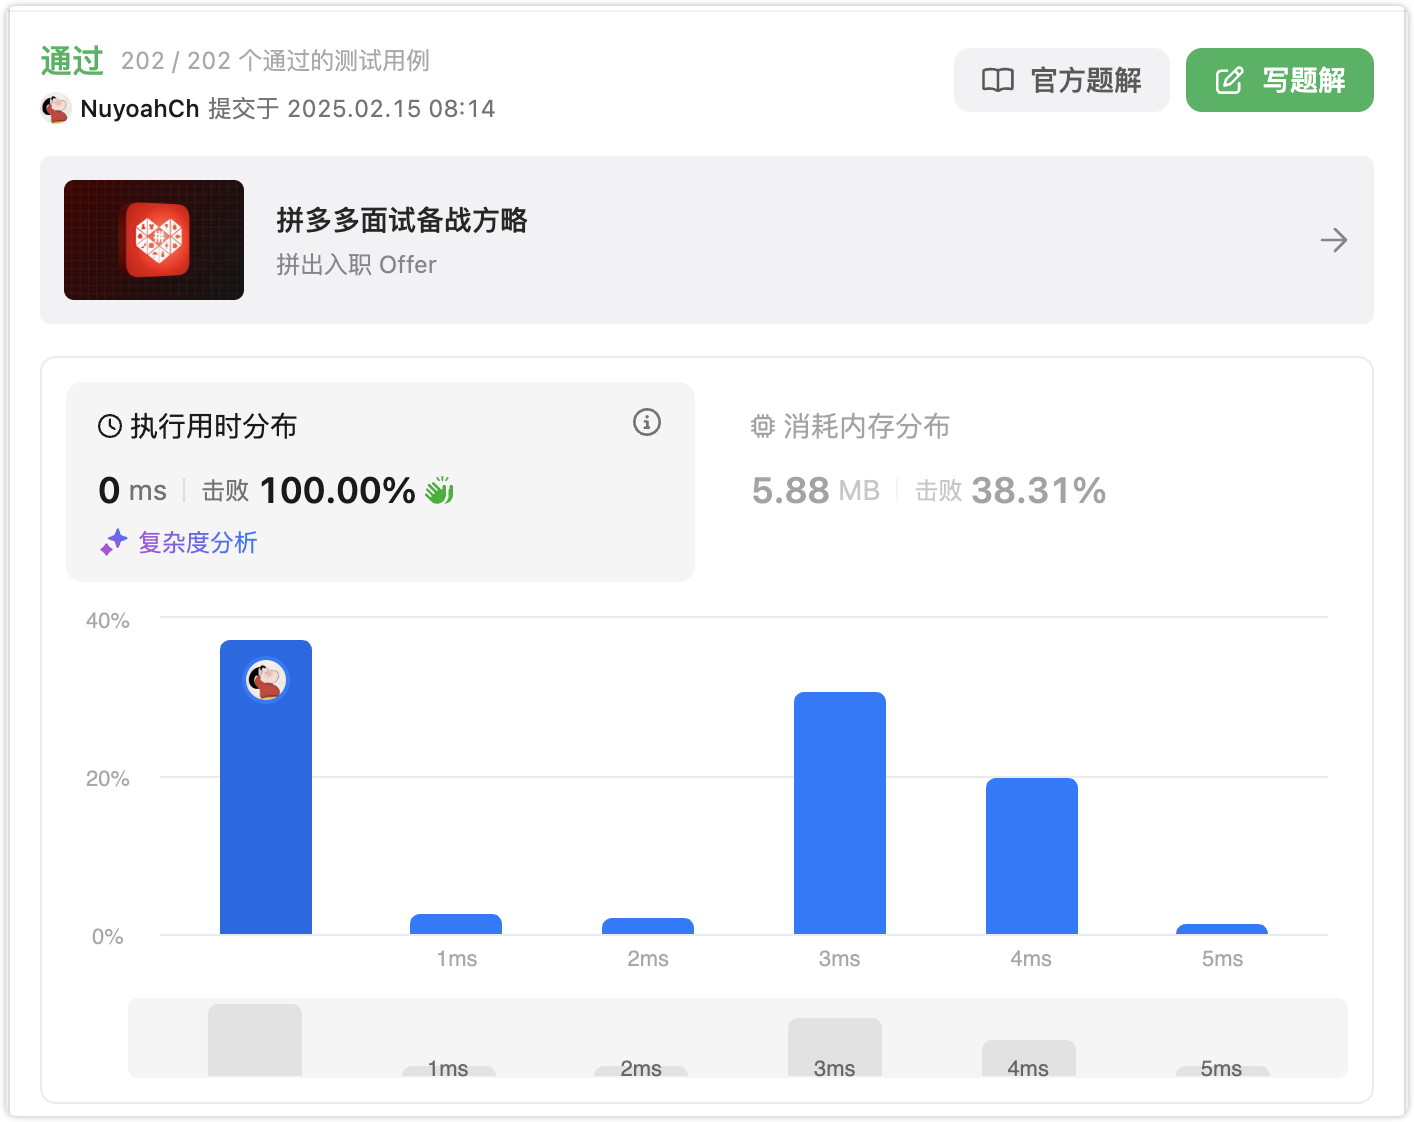 通过 202 / 202 个通过的测试用例
NuyoahCh 提交于 2025.02.15 08:14
官方题解
写题解
拼
拼多多面试备战方略
拼出入职 Offer
执行用时分布
0 ms 击败 100.00%
复杂度分析
消耗内存分布
5.88 MB 击败 38.31%
40%
20%
0%
1ms 2ms 3ms 4ms 5ms
1ms 2ms 3ms 4ms 5ms